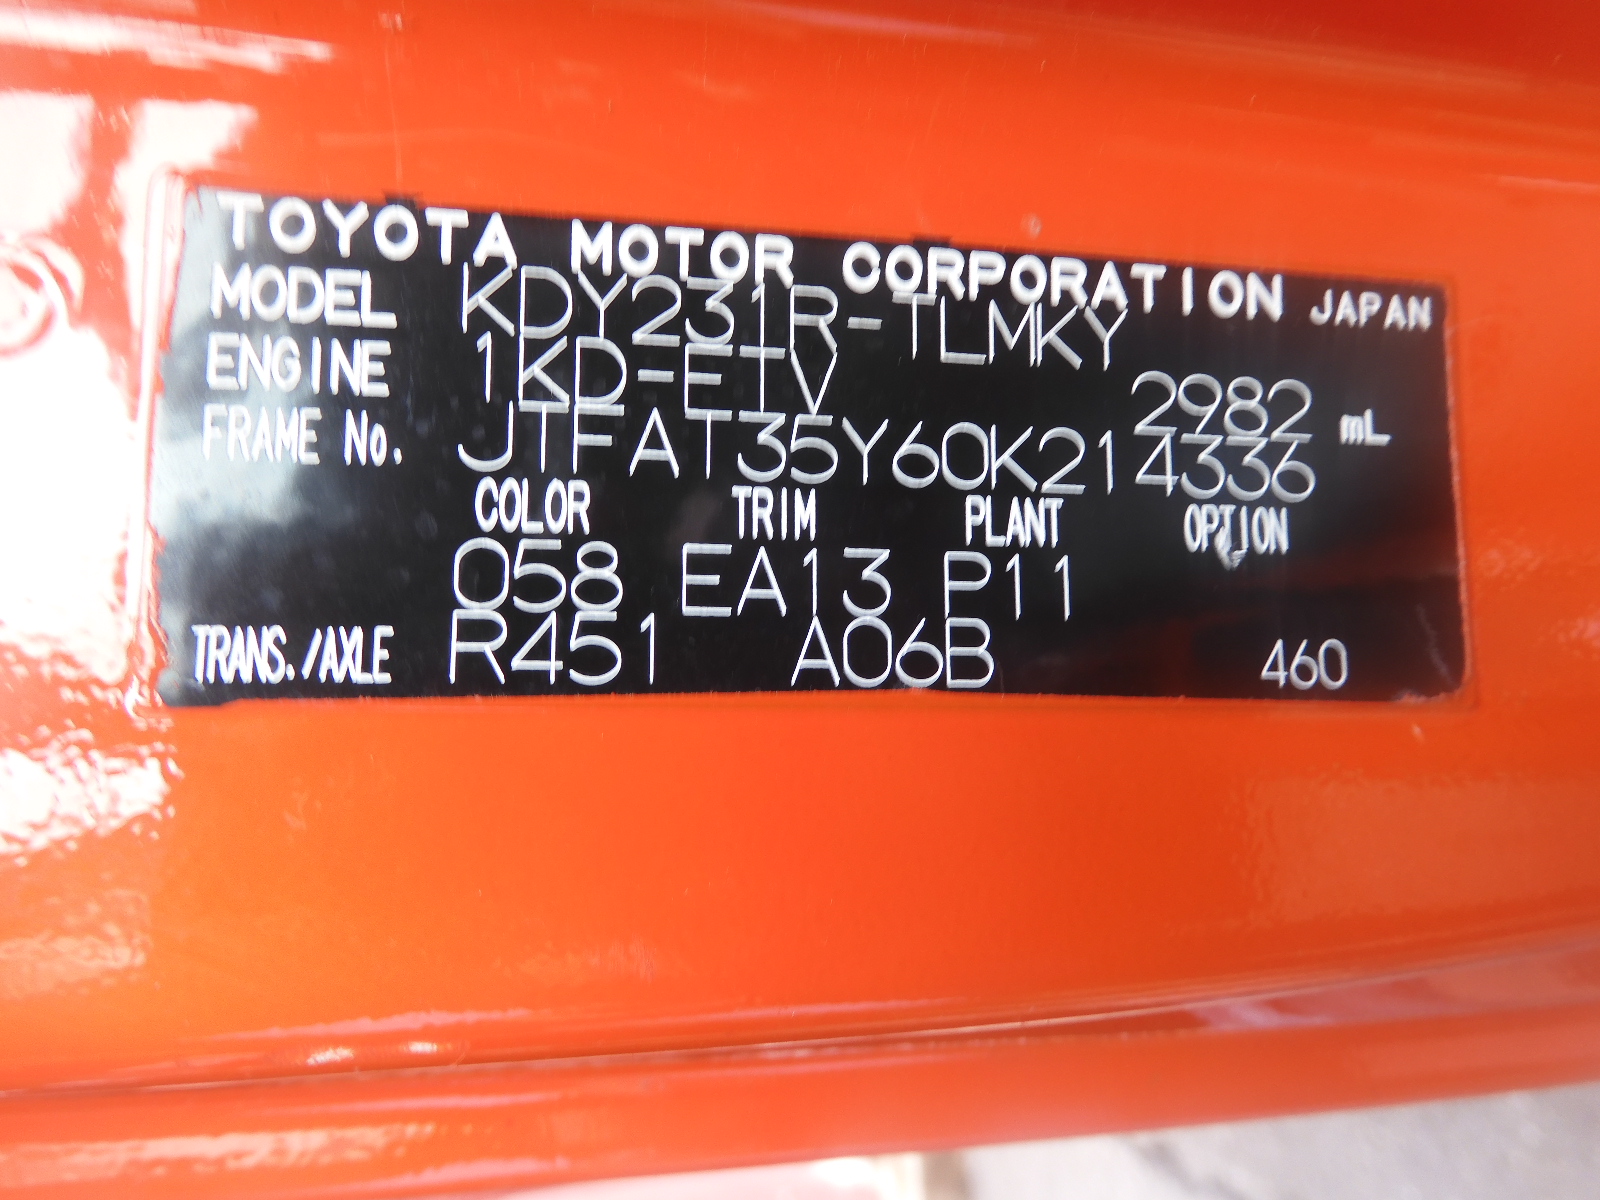 TOYOTA MOTOR CORPORATION JAPAN
MODEL KDY231R-TLMKY
ENGINE 1KD-ETV 2982 mL
FRAME No. JTFAT35Y60K214336
COLOR TRIM PLANT OPTION
058 EA13 P11
TRANS./AXLE R451 A06B 460